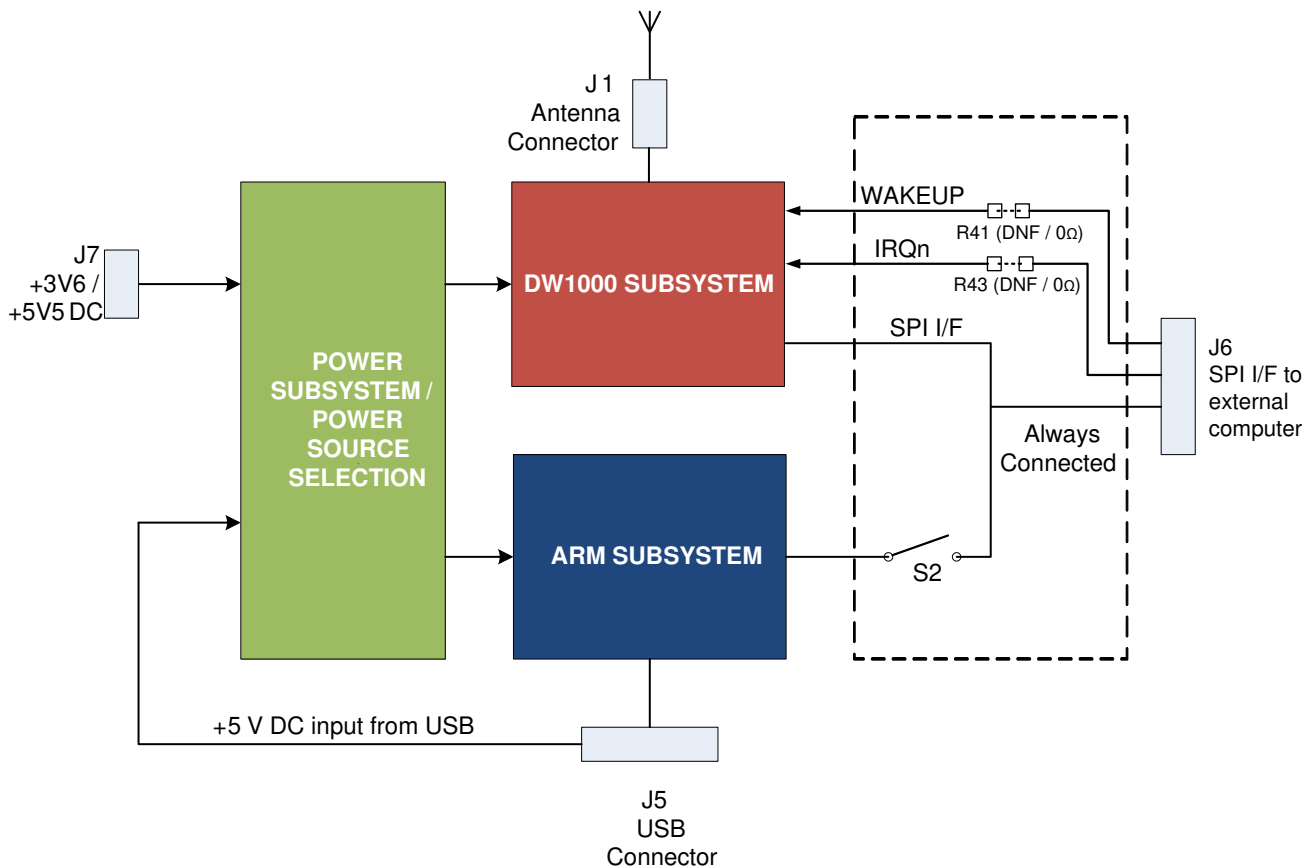 J1
Antenna
Connector
WAKEUP
R41 (DNF / 0Ω)
IRQn
R43 (DNF / 0Ω)
J7
+3V6 /
+5V5 DC
DW1000 SUBSYSTEM
SPI I/F
J6
SPI I/F to
external
computer
POWER
SUBSYSTEM /
POWER
SOURCE
SELECTION
Always
Connected
ARM SUBSYSTEM
S2
+5 V DC input from USB
J5
USB
Connector